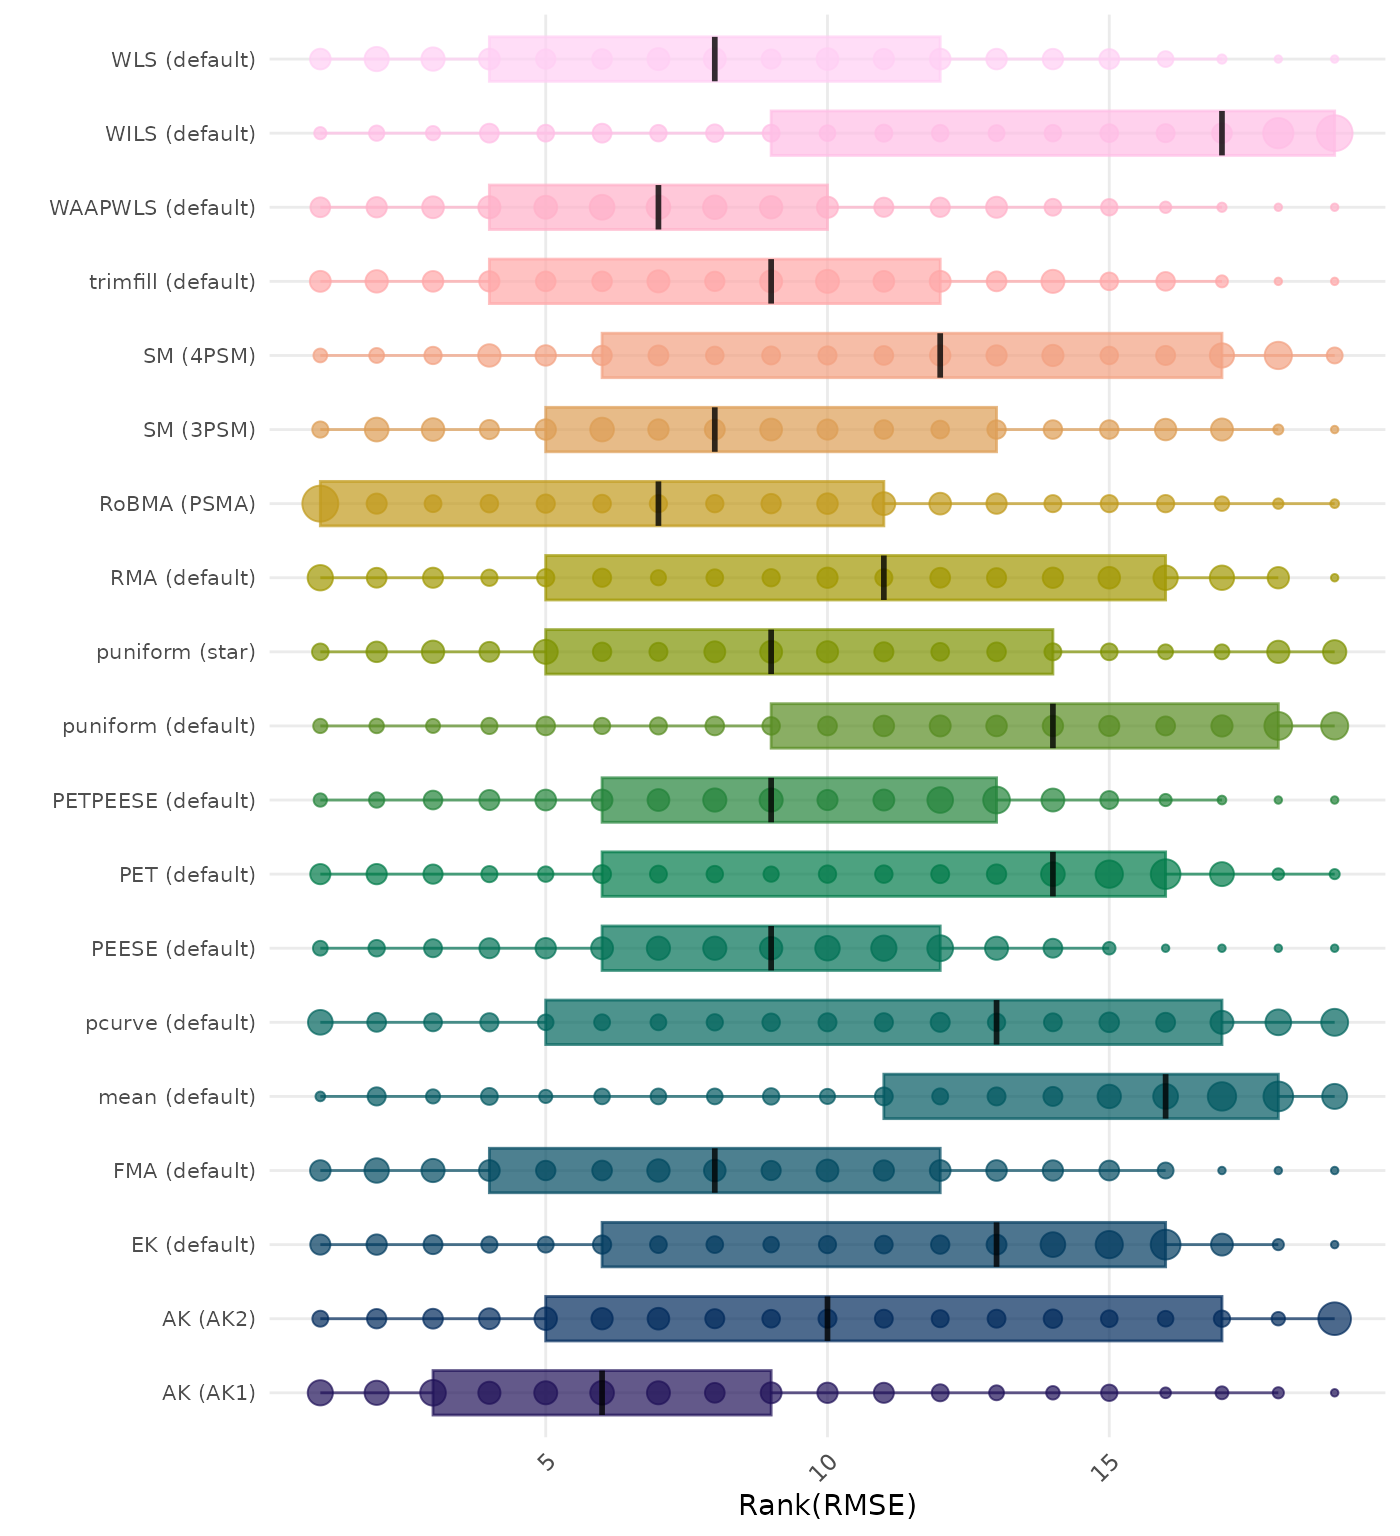 WLS (default)
WILS (default)
WAAPWLS (default)
trimfill (default)
SM (4PSM)
SM (3PSM)
RoBMA (PSMA)
RMA (default)
puniform (star)
puniform (default)
PETPEESE (default)
PET (default)
PEESE (default)
pcurve (default)
mean (default)
FMA (default)
EK (default)
AK (AK2)
AK (AK1)
5
10
15
Rank(RMSE)